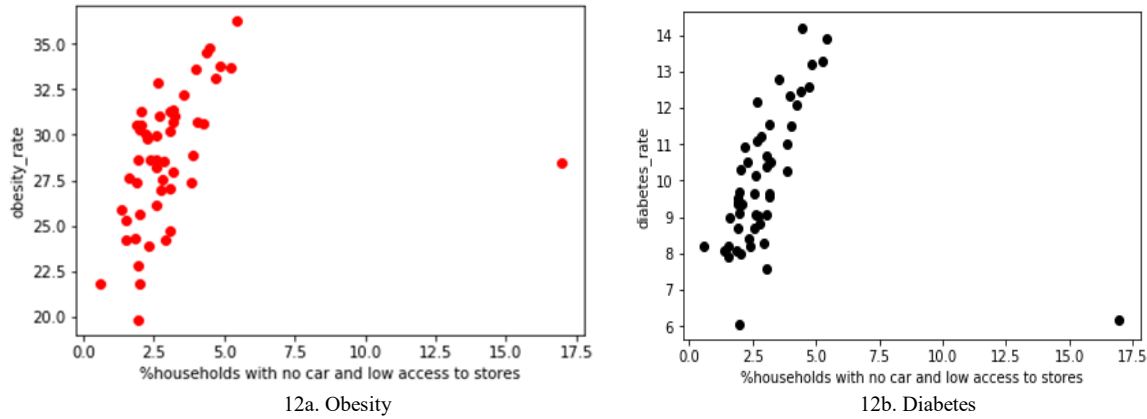 35.0
32.5
30.0
27.5
25.0
22.5
20.0
obesity_rate
0.0 2.5 5.0 7.5 10.0 12.5 15.0 17.5
%households with no car and low access to stores
12a. Obesity
14
13
12
11
10
9
8
7
6
diabetes_rate
0.0 2.5 5.0 7.5 10.0 12.5 15.0 17.5
%households with no car and low access to stores
12b. Diabetes